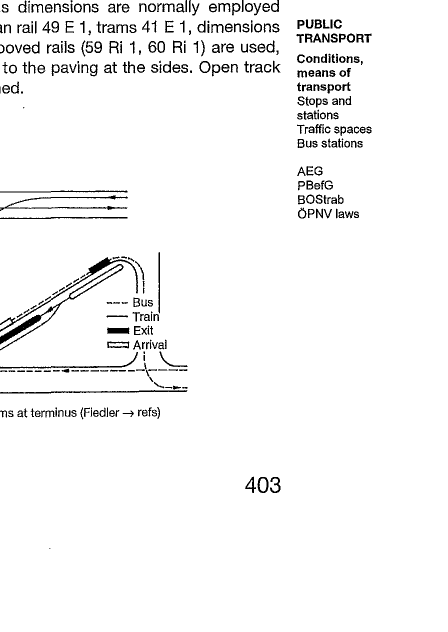 s dimensions are normally employed
an rail 49 E 1, trams 41 E 1, dimensions
ooved rails (59 Ri 1, 60 Ri 1) are used,
to the paving at the sides. Open track
ed.
PUBLIC
TRANSPORT
Conditions,
means of
transport
Stops and
stations
Traffic spaces
Bus stations
AEG
PBefG
BOStrab
ÖPNV laws
Bus
Train
Exit
Arrival
ms at terminus (Fiedler → refs)
403